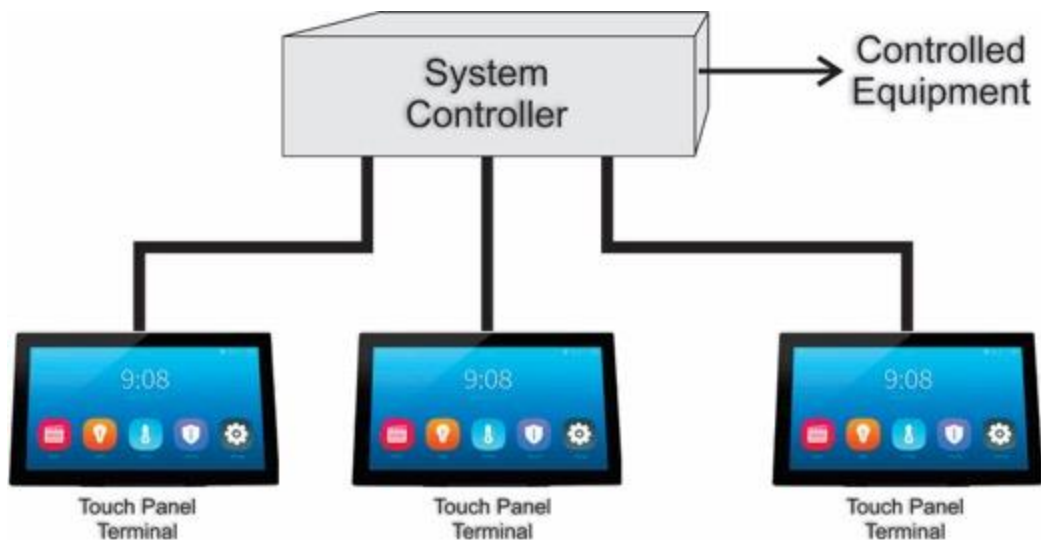 System
Controller
Controlled
Equipment
9:08
9:08
9:08
Touch Panel
Terminal
Touch Panel
Terminal
Touch Panel
Terminal